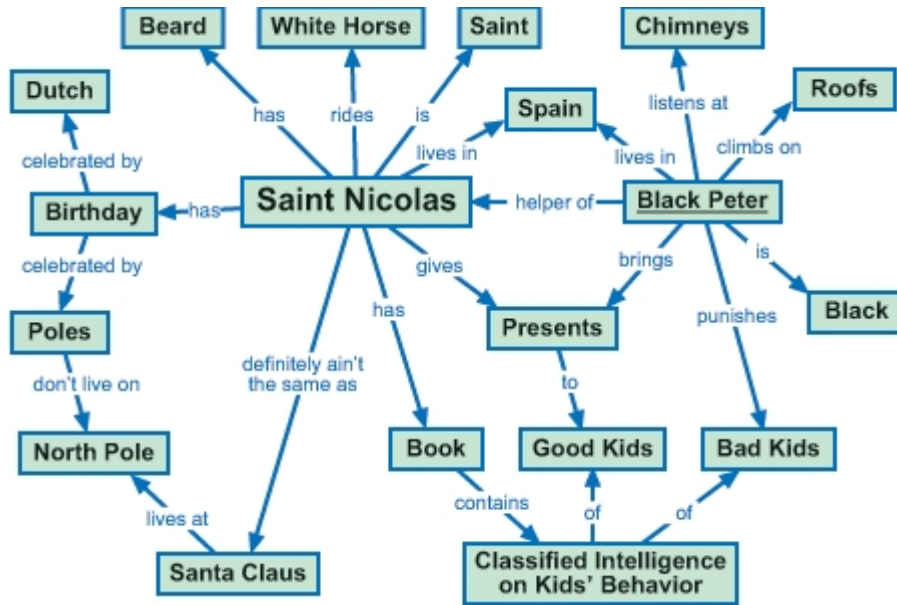 Beard
White Horse
Saint
Chimneys
Dutch
Roofs
Spain
has
rides
is
listens at
celebrated by
lives in
lives in
climbs on
Birthday
has
Saint Nicolas
helper of
Black Peter
celebrated by
gives
brings
is
Poles
has
Presents
punishes
Black
don't live on
definitely ain't
the same as
to
North Pole
Book
Good Kids
Bad Kids
lives at
contains
of
of
Santa Claus
Classified Intelligence
on Kids' Behavior